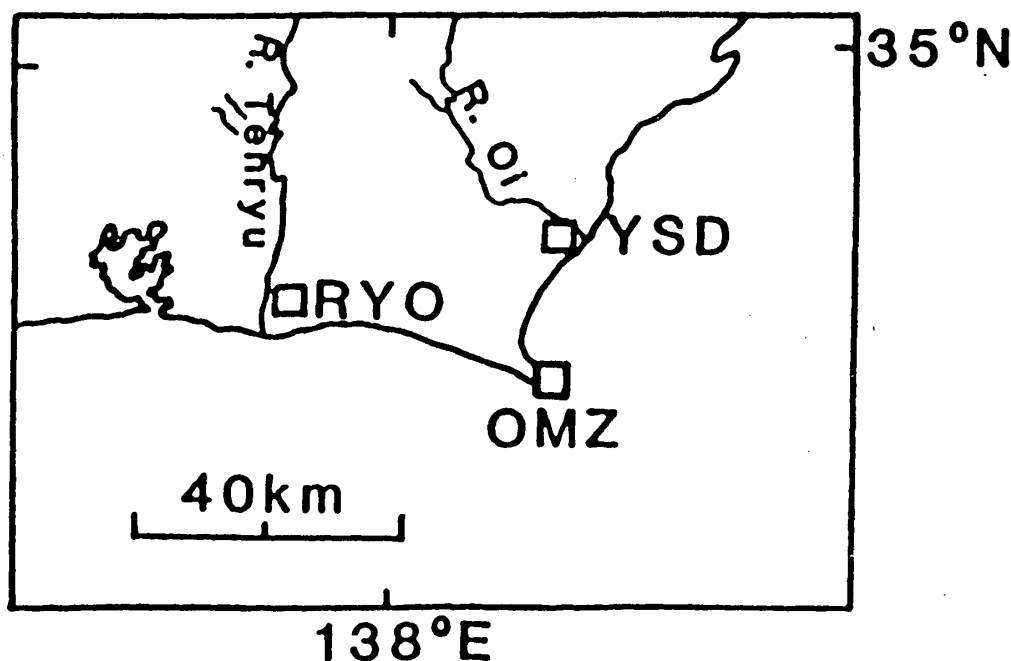 35°N
R. Tenryu
R. Oi
YSD
RYO
OMZ
40km
138°E